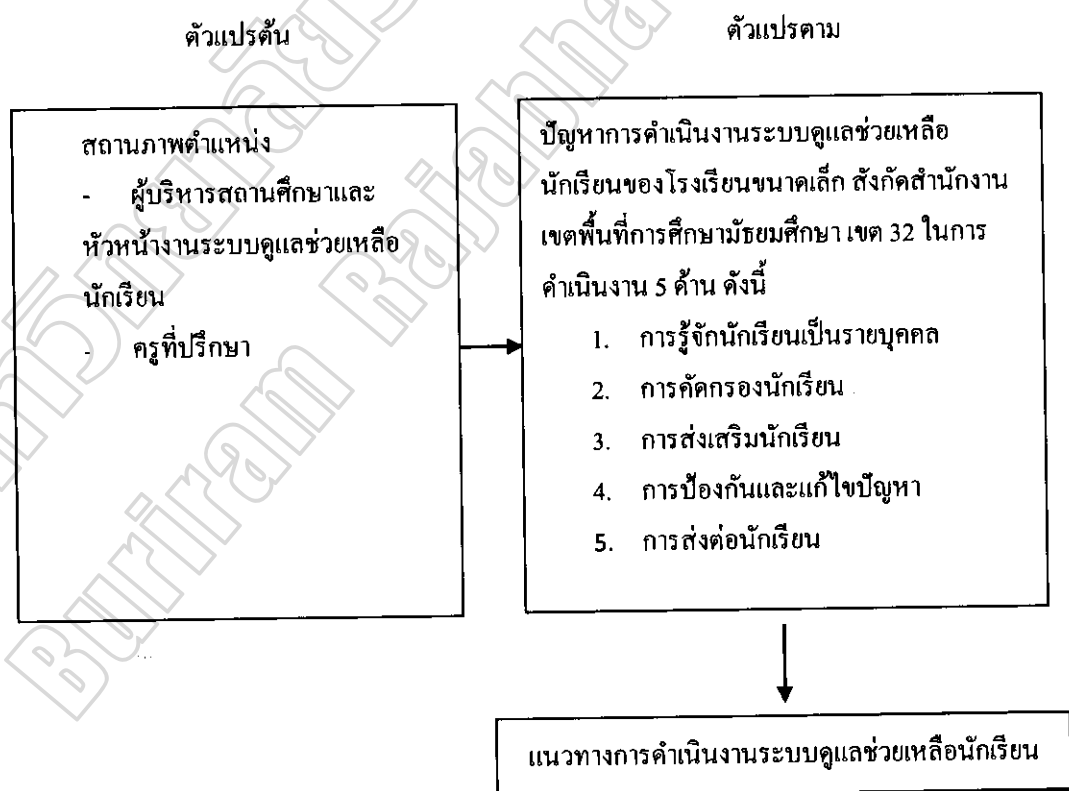 ตัวแปรต้น
ตัวแปรตาม
สถานภาพตำแหน่ง
- ผู้บริหารสถานศึกษาและ
หัวหน้างานระบบดูแลช่วยเหลือ
นักเรียน
- ครูที่ปรึกษา
ปัญหาการดำเนินงานระบบดูแลช่วยเหลือ
นักเรียนของโรงเรียนขนาดเล็ก สังกัดสำนักงาน
เขตพื้นที่การศึกษามัธยมศึกษา เขต 32 ในการ
ดำเนินงาน 5 ด้าน ดังนี้
1. การรู้จักนักเรียนเป็นรายบุคคล
2. การคัดกรองนักเรียน
3. การส่งเสริมนักเรียน
4. การป้องกันและแก้ไขปัญหา
5. การส่งต่อนักเรียน
แนวทางการดำเนินงานระบบดูแลช่วยเหลือนักเรียน
Buriram Rajabha